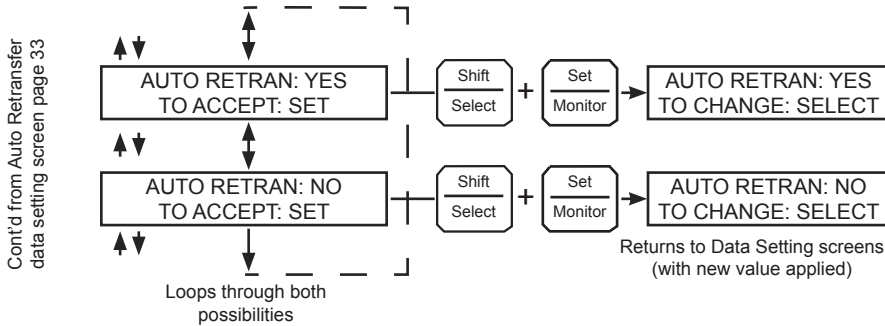 Cont'd from Auto Retransfer
data setting screen page 33
AUTO RETRAN: YES
TO ACCEPT: SET
Shift
Select
+
Set
Monitor
AUTO RETRAN: YES
TO CHANGE: SELECT
AUTO RETRAN: NO
TO ACCEPT: SET
Shift
Select
+
Set
Monitor
AUTO RETRAN: NO
TO CHANGE: SELECT
Loops through both
possibilities
Returns to Data Setting screens
(with new value applied)